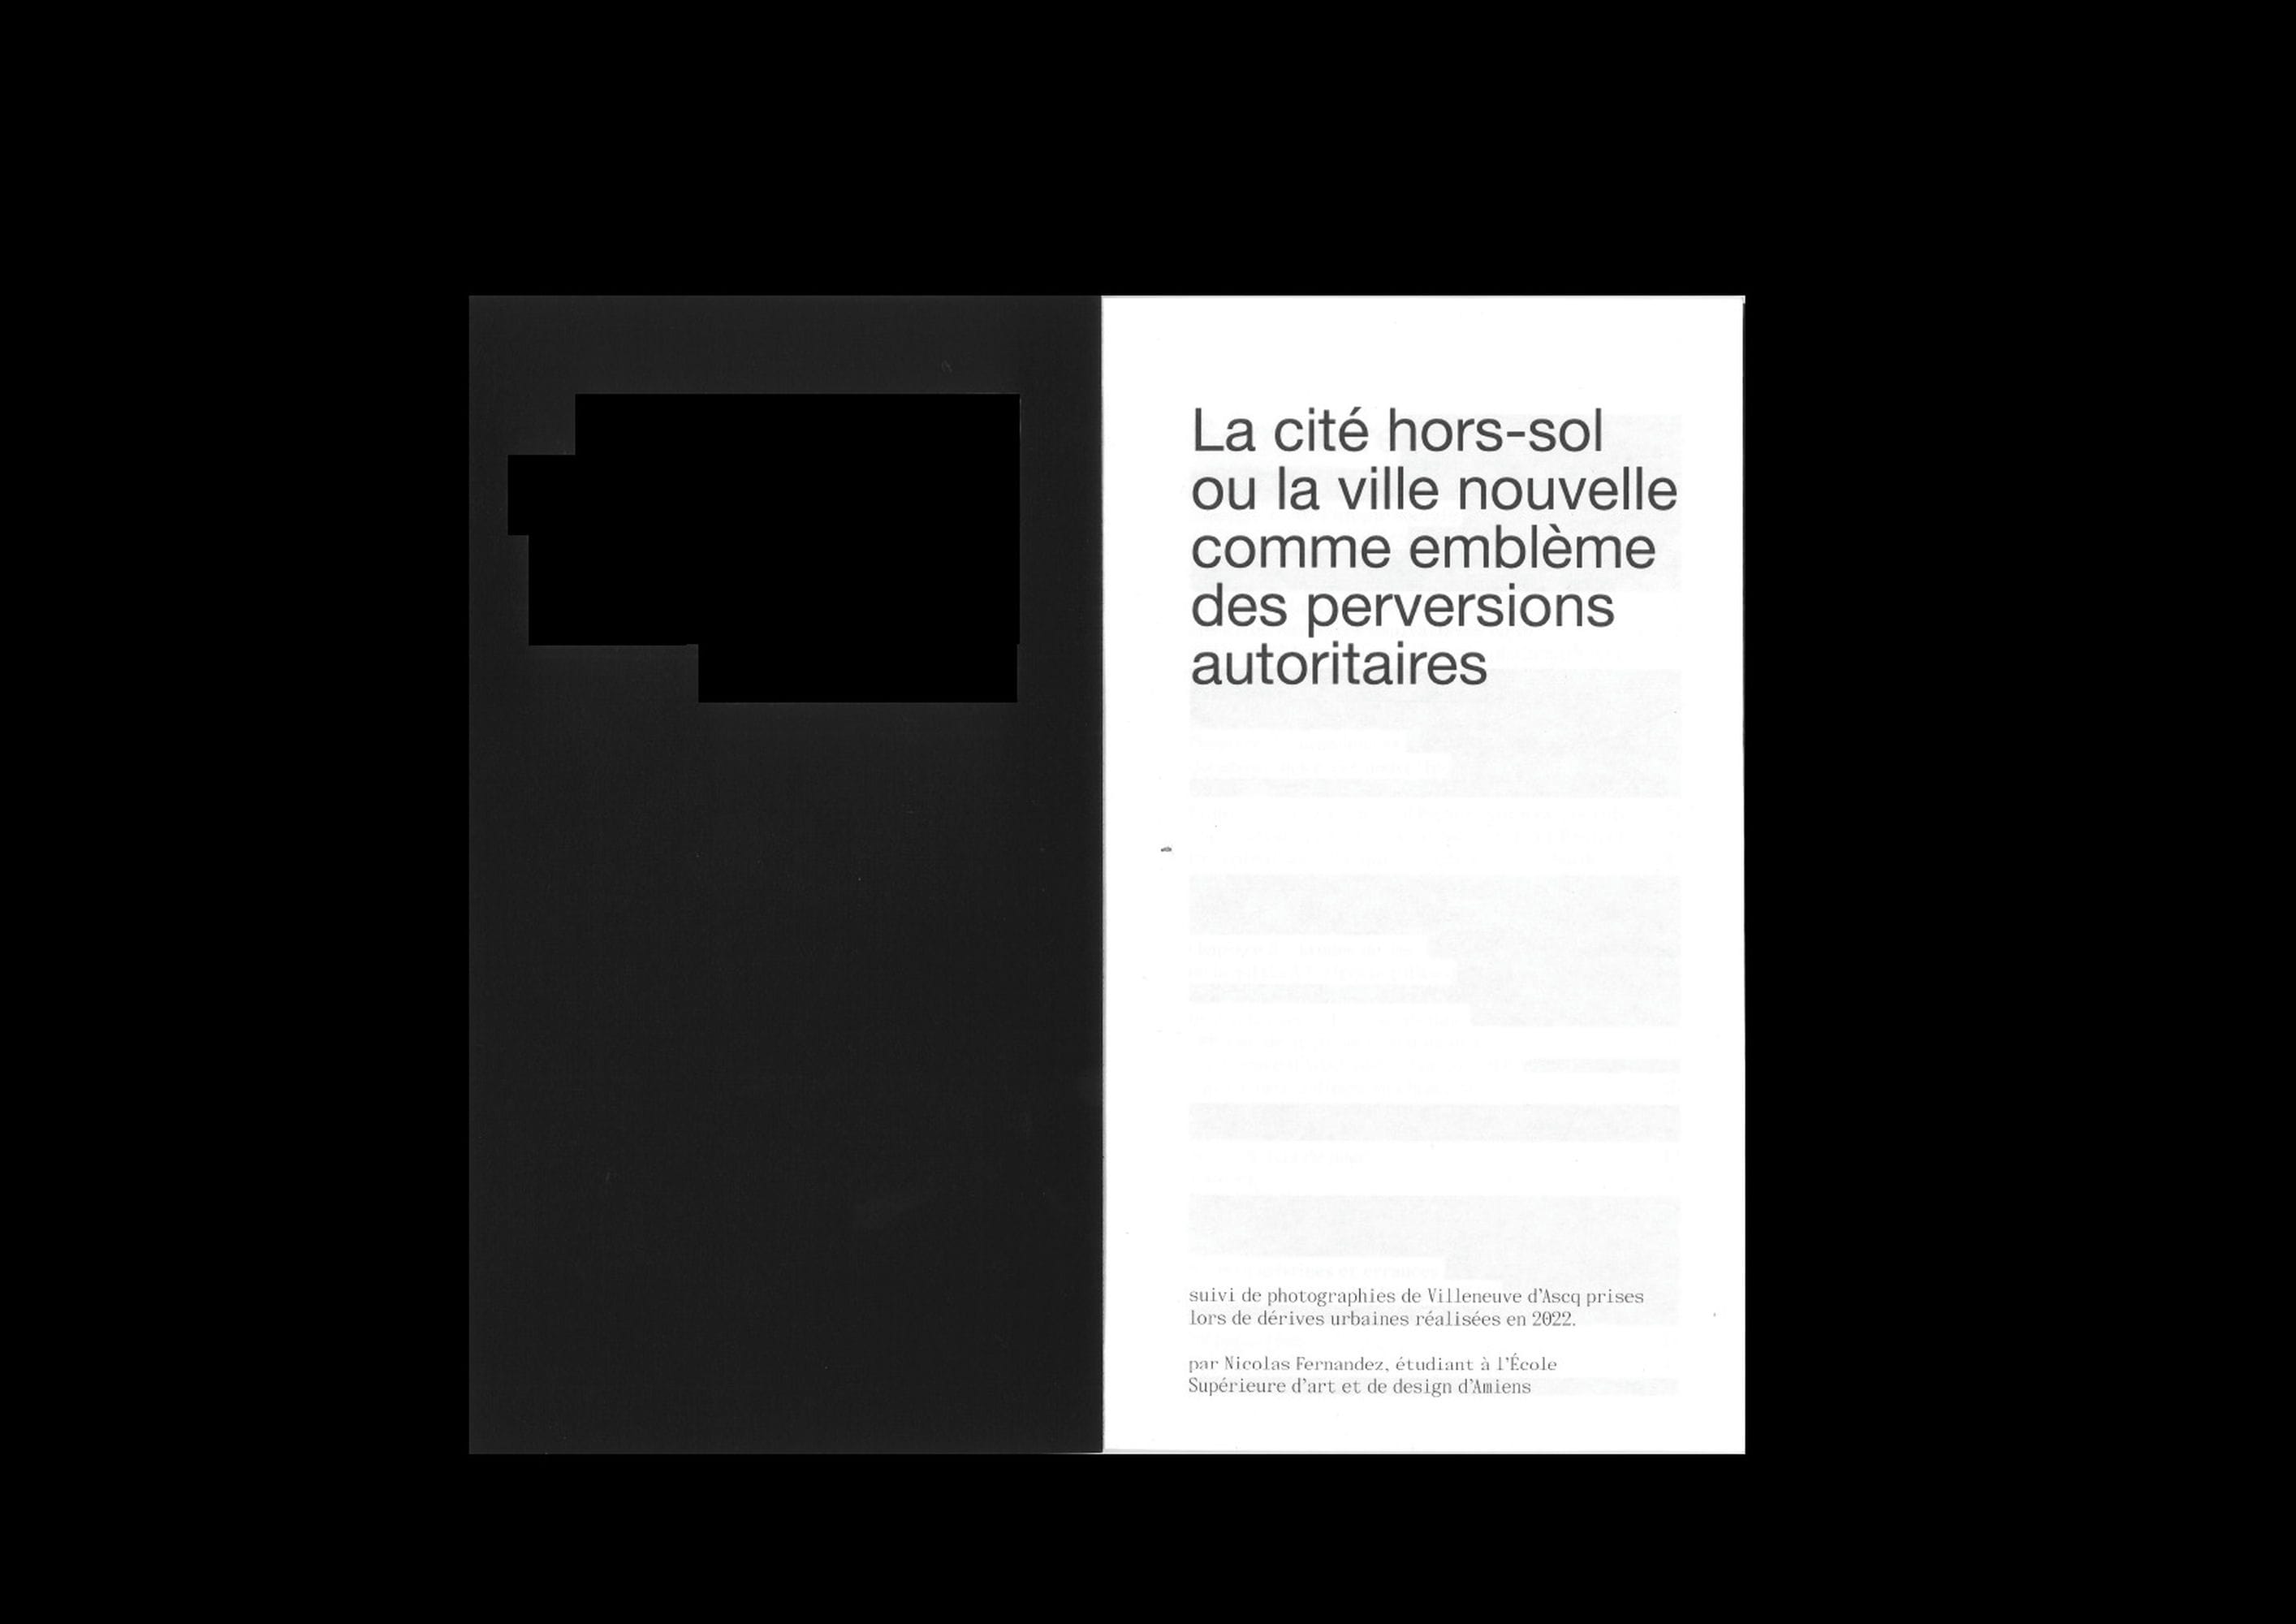 La cité hors-sol
ou la ville nouvelle
comme emblème
des perversions
autoritaires
suivi de photographies de Villeneuve d'Ascq prises
lors de dérives urbaines réalisées en 2022.
par Nicolas Fernandez, étudiant à l'École
Supérieure d'art et de design d'Amiens